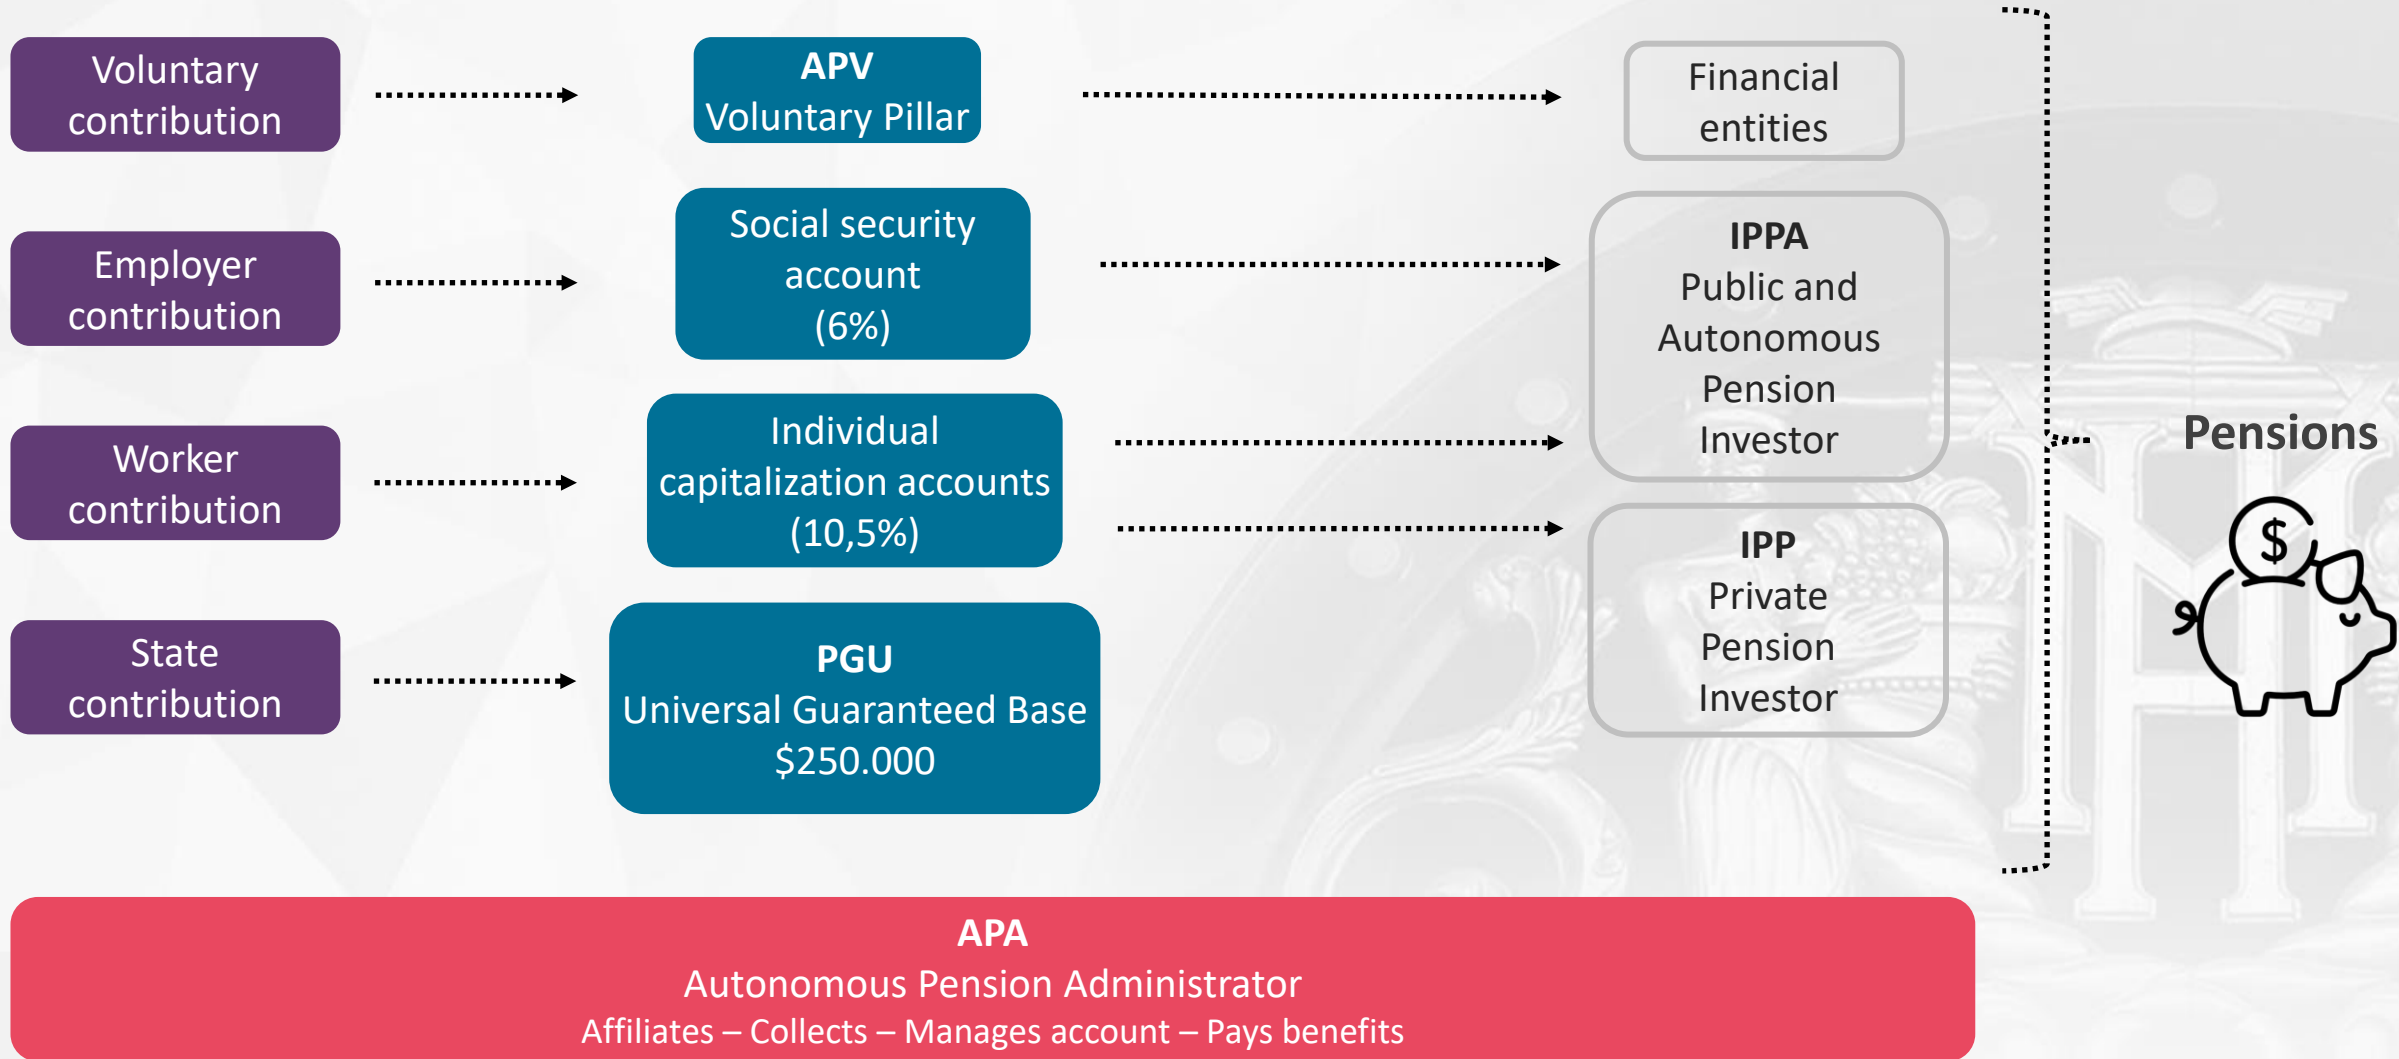 Voluntary
contribution
APV
Voluntary Pillar
Financial
entities
Employer
contribution
Social security
account
(6%)
IPPA
Public and
Autonomous
Pension
Investor
Worker
contribution
Individual
capitalization accounts
(10,5%)
IPP
Private
Pension
Investor
State
contribution
PGU
Universal Guaranteed Base
$250.000
Pensions
$
APA
Autonomous Pension Administrator
Affiliates – Collects – Manages account – Pays benefits